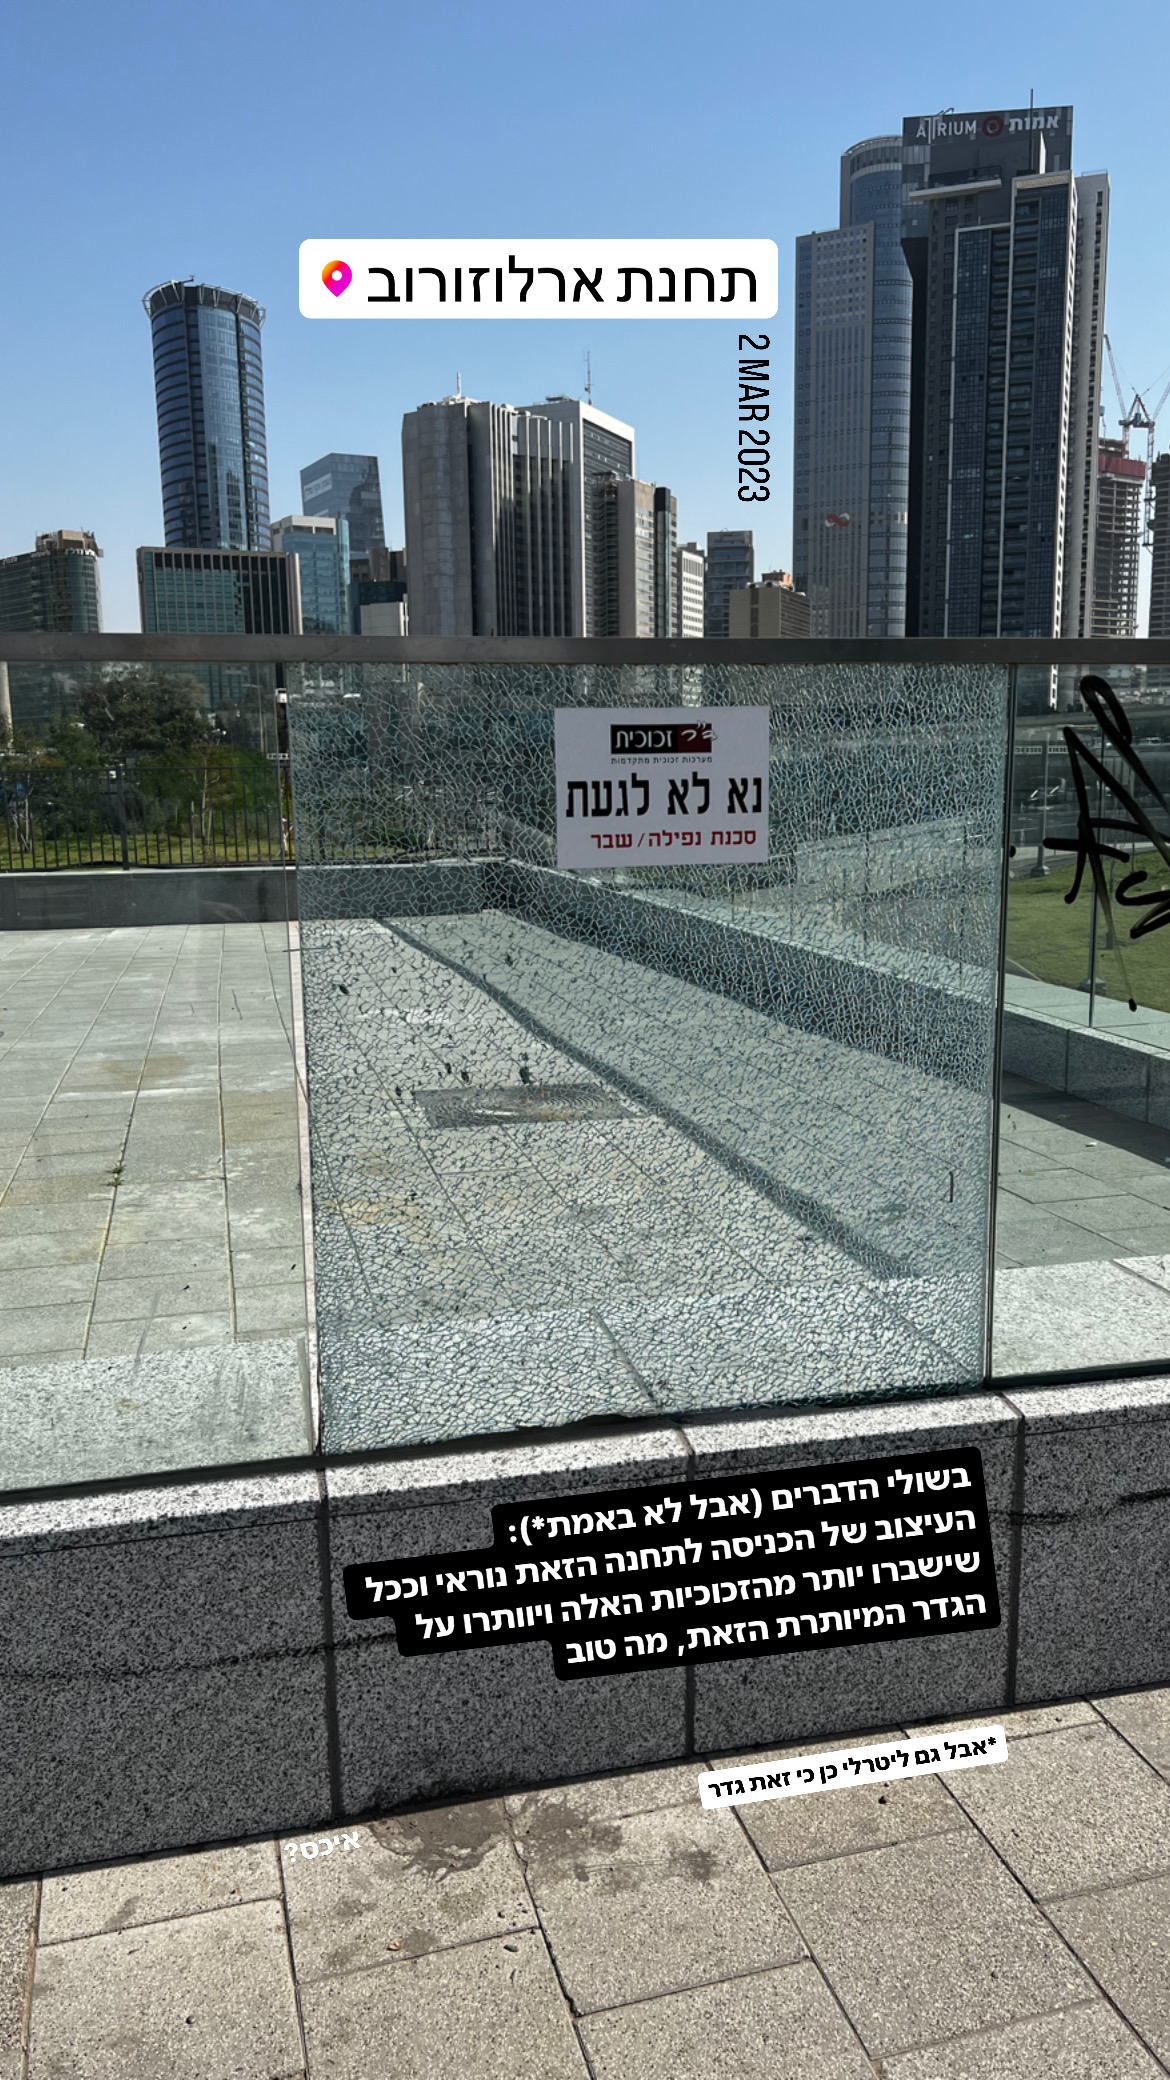 ATRIUM אמות
תחנת ארלוזורוב
2 MAR 2023
זכוכית
מערכות זכוכית מתקדמות
נא לא לגעת
סכנת נפילה/שבר
בשולי הדברים (אבל לא באמת*):
העיצוב של הכניסה לתחנה הזאת נוראי וככל
שישברו יותר מהזכוכיות האלה ויוותרו על
הגדר המיותרת הזאת, מה טוב
*אבל גם ליטרלי כן כי זאת גדר
איכס?